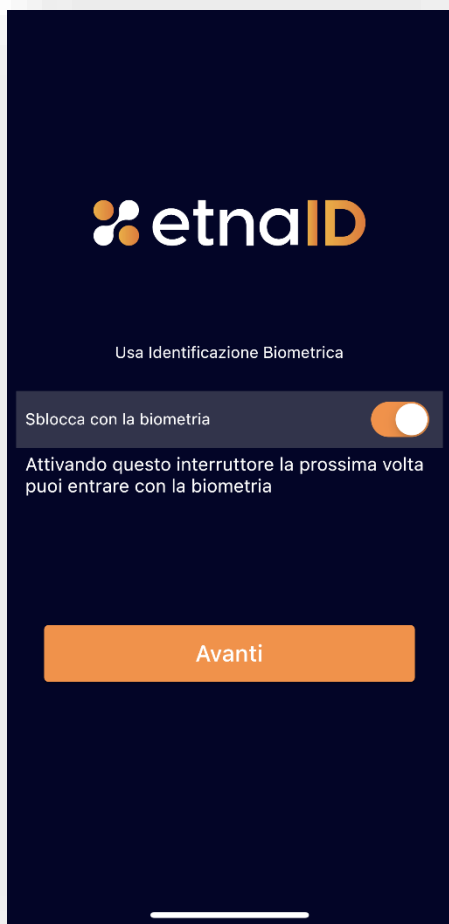 etnaID
Usa Identificazione Biometrica
Sblocca con la biometria
Attivando questo interruttore la prossima volta
puoi entrare con la biometria
Avanti